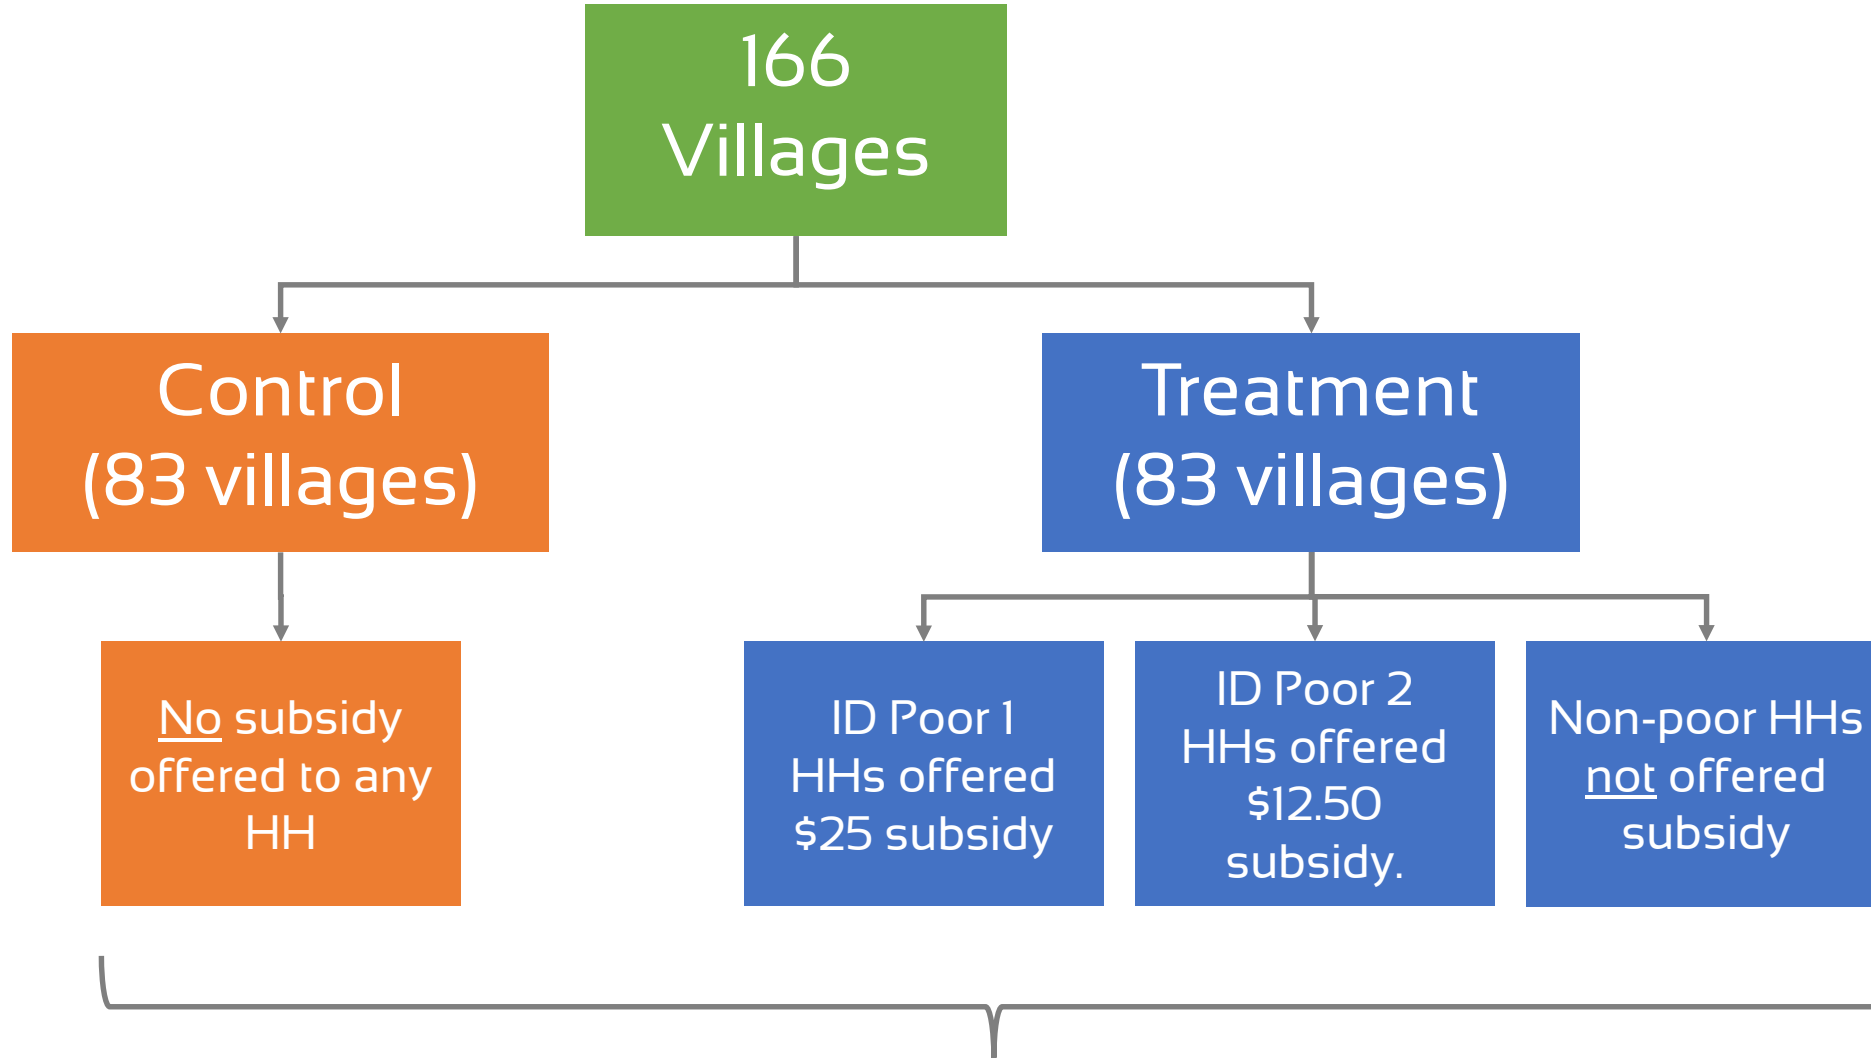 166
Villages
Control
(83 villages)
Treatment
(83 villages)
No subsidy
offered to any
HH
ID Poor 1
HHs offered
$25 subsidy
ID Poor 2
HHs offered
$12.50
subsidy.
Non-poor HHs
not offered
subsidy